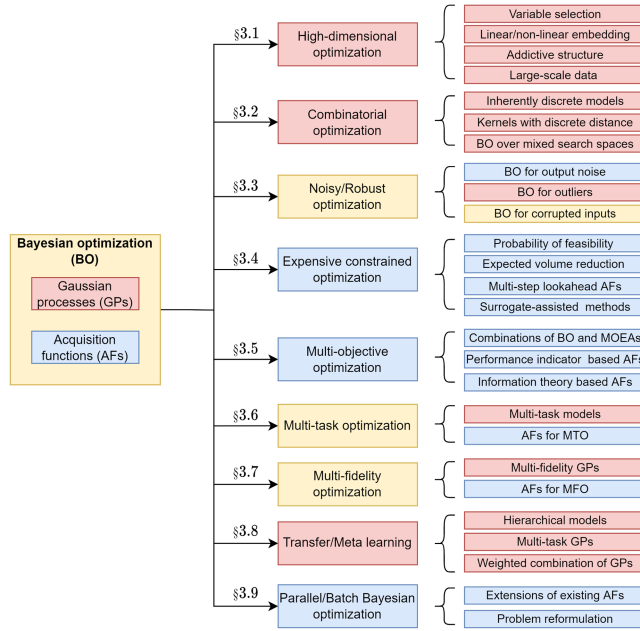 Bayesian optimization
(BO)
Gaussian
processes (GPs)
Acquisition
functions (AFs)
§3.1
High-dimensional
optimization
Variable selection
Linear/non-linear embedding
Addictive structure
Large-scale data
§3.2
Combinatorial
optimization
Inherently discrete models
Kernels with discrete distance
BO over mixed search spaces
§3.3
Noisy/Robust
optimization
BO for output noise
BO for outliers
BO for corrupted inputs
§3.4
Expensive constrained
optimization
Probability of feasibility
Expected volume reduction
Multi-step lookahead AFs
Surrogate-assisted methods
§3.5
Multi-objective
optimization
Combinations of BO and MOEAs
Performance indicator based AFs
Information theory based AFs
§3.6
Multi-task optimization
Multi-task models
AFs for MTO
§3.7
Multi-fidelity
optimization
Multi-fidelity GPs
AFs for MFO
§3.8
Transfer/Meta learning
Hierarchical models
Multi-task GPs
Weighted combination of GPs
§3.9
Parallel/Batch Bayesian
optimization
Extensions of existing AFs
Problem reformulation